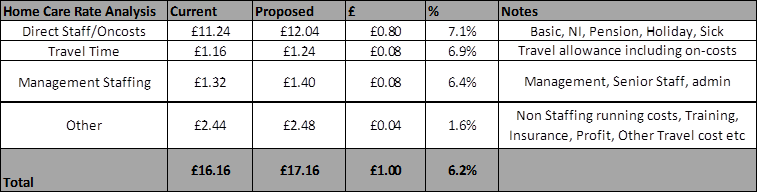 Home Care Rate Analysis Current Proposed £ % Notes
Direct Staff/Oncosts £11.24 £12.04 £0.80 7.1% Basic, NI, Pension, Holiday, Sick
Travel Time £1.16 £1.24 £0.08 6.9% Travel allowance including on-costs
Management Staffing £1.32 £1.40 £0.08 6.4% Management, Senior Staff, admin
Other £2.44 £2.48 £0.04 1.6% Non Staffing running costs, Training,
Insurance, Profit, Other Travel cost etc
Total £16.16 £17.16 £1.00 6.2%